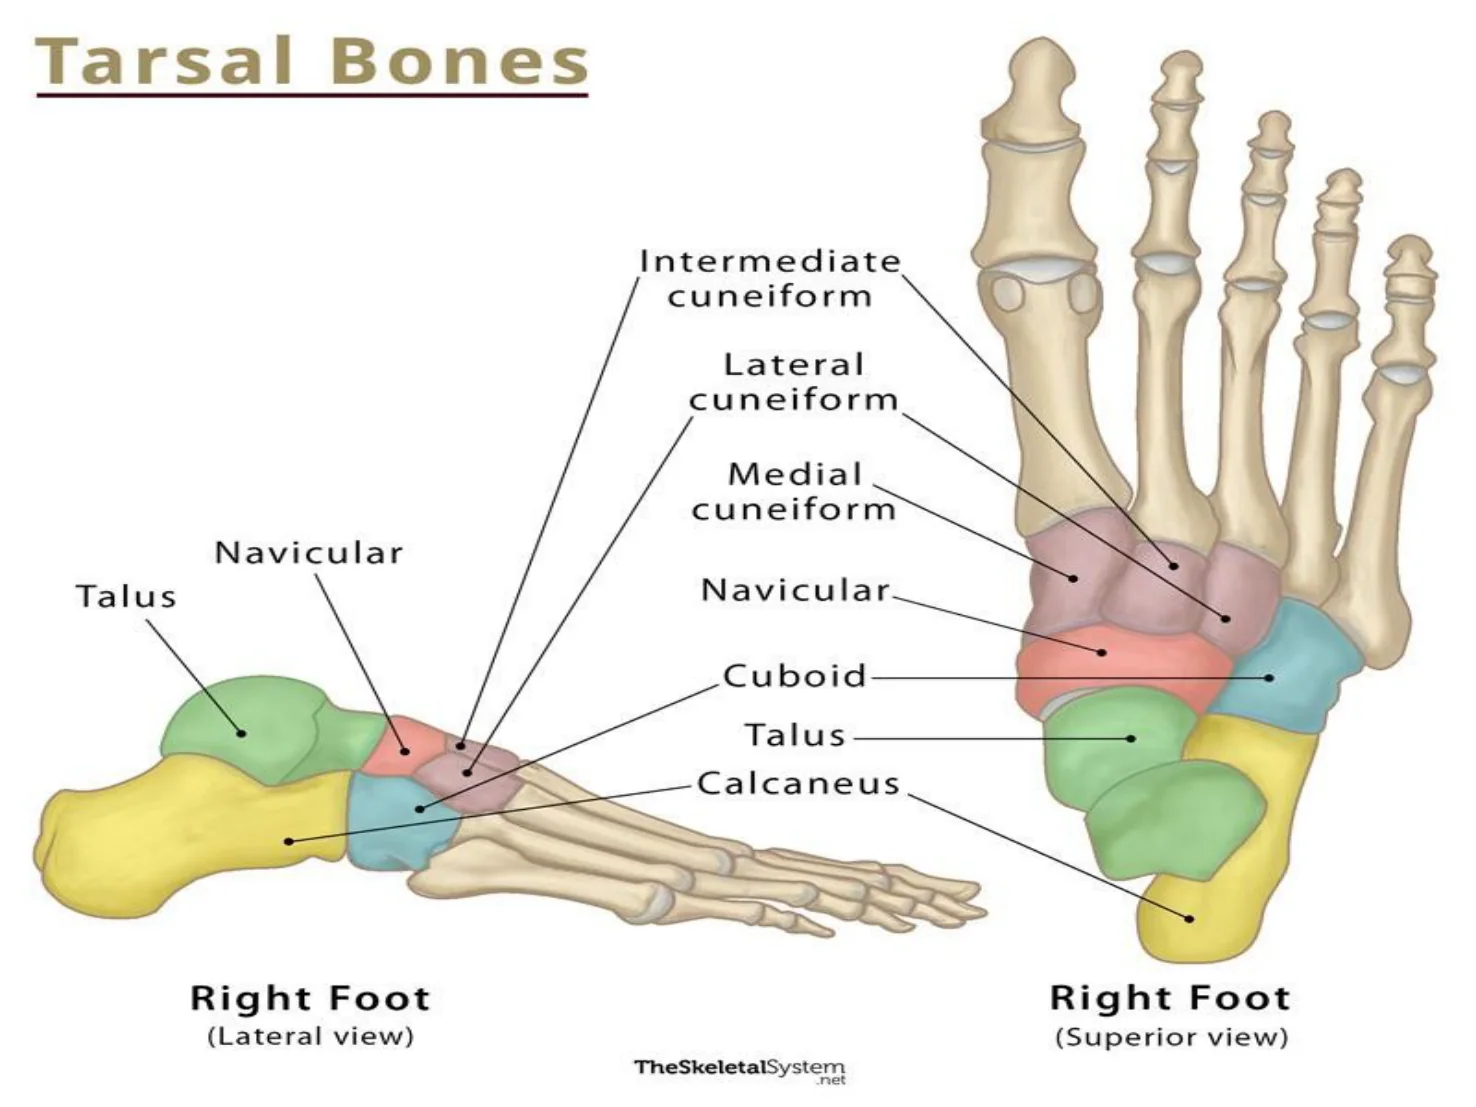 Tarsal Bones
Intermediate
cuneiform
Lateral
cuneiform
Medial
cuneiform
Navicular
Talus
Navicular
Cuboid
Talus
Calcaneus
Right Foot
(Lateral view)
Right Foot
(Superior view)
TheSkeletalSystem
.net